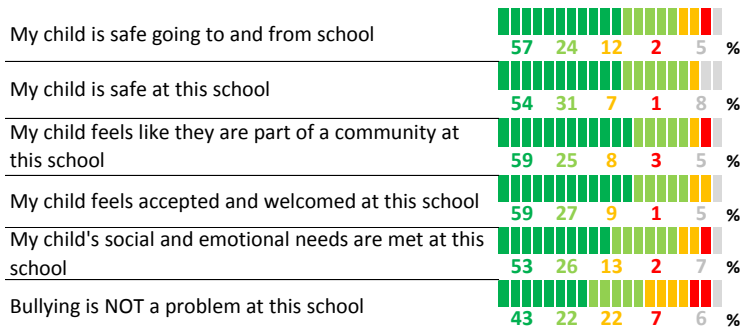 My child is safe going to and from school
57 24 12 2 5 %
My child is safe at this school
54 31 7 1 8 %
My child feels like they are part of a community at
this school
59 25 8 3 5 %
My child feels accepted and welcomed at this school
59 27 9 1 5 %
My child's social and emotional needs are met at this
school
53 26 13 2 7 %
Bullying is NOT a problem at this school
43 22 22 7 6 %